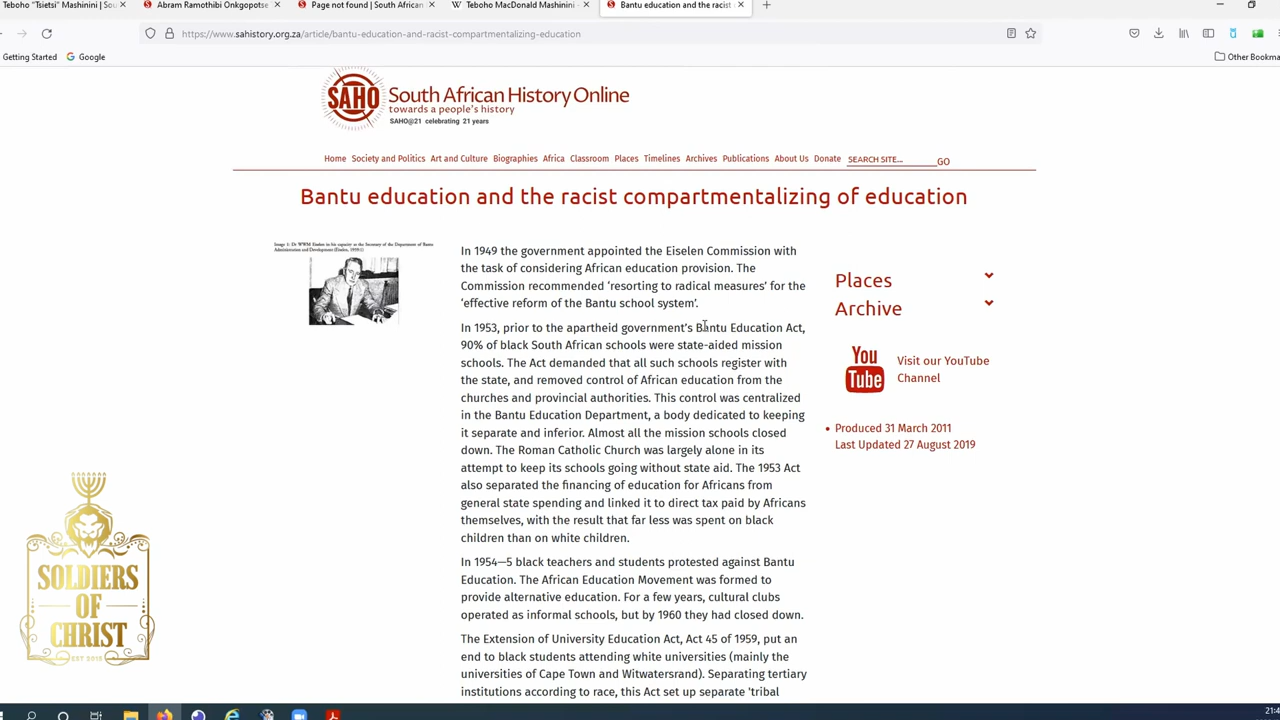 Teboho "Tsietsi" Mashinini | Sou
Abram Ramothibi Onkgopotse
Page not found | South African
Teboho MacDonald Mashinini -
Bantu education and the racist
https://www.sahistory.org.za/article/bantu-education-and-racist-compartmentalizing-education
Getting Started
Google
Other Bookma
SAHO
South African History Online
towards a people's history
SAHO@21 celebrating 21 years
Home Society and Politics Art and Culture Biographies Africa Classroom Places Timelines Archives Publications About Us Donate SEARCH SITE... GO
Bantu education and the racist compartmentalizing of education
Image 1: Dr WWM Eiselen in his capacity as the Secretary of the Department of Bantu
Administration and Development (Eiselen, 1959:1)
In 1949 the government appointed the Eiselen Commission with
the task of considering African education provision. The
Commission recommended ‘resorting to radical measures’ for the
‘effective reform of the Bantu school system’.
In 1953, prior to the apartheid government’s Bantu Education Act,
90% of black South African schools were state-aided mission
schools. The Act demanded that all such schools register with
the state, and removed control of African education from the
churches and provincial authorities. This control was centralized
in the Bantu Education Department, a body dedicated to keeping
it separate and inferior. Almost all the mission schools closed
down. The Roman Catholic Church was largely alone in its
attempt to keep its schools going without state aid. The 1953 Act
also separated the financing of education for Africans from
general state spending and linked it to direct tax paid by Africans
themselves, with the result that far less was spent on black
children than on white children.
In 1954—5 black teachers and students protested against Bantu
Education. The African Education Movement was formed to
provide alternative education. For a few years, cultural clubs
operated as informal schools, but by 1960 they had closed down.
The Extension of University Education Act, Act 45 of 1959, put an
end to black students attending white universities (mainly the
universities of Cape Town and Witwatersrand). Separating tertiary
institutions according to race, this Act set up separate ‘tribal
Places
Archive
You
Tube
Visit our YouTube
Channel
Produced 31 March 2011
Last Updated 27 August 2019
SOLDIERS
OF
CHRIST
EST 2015
21:4